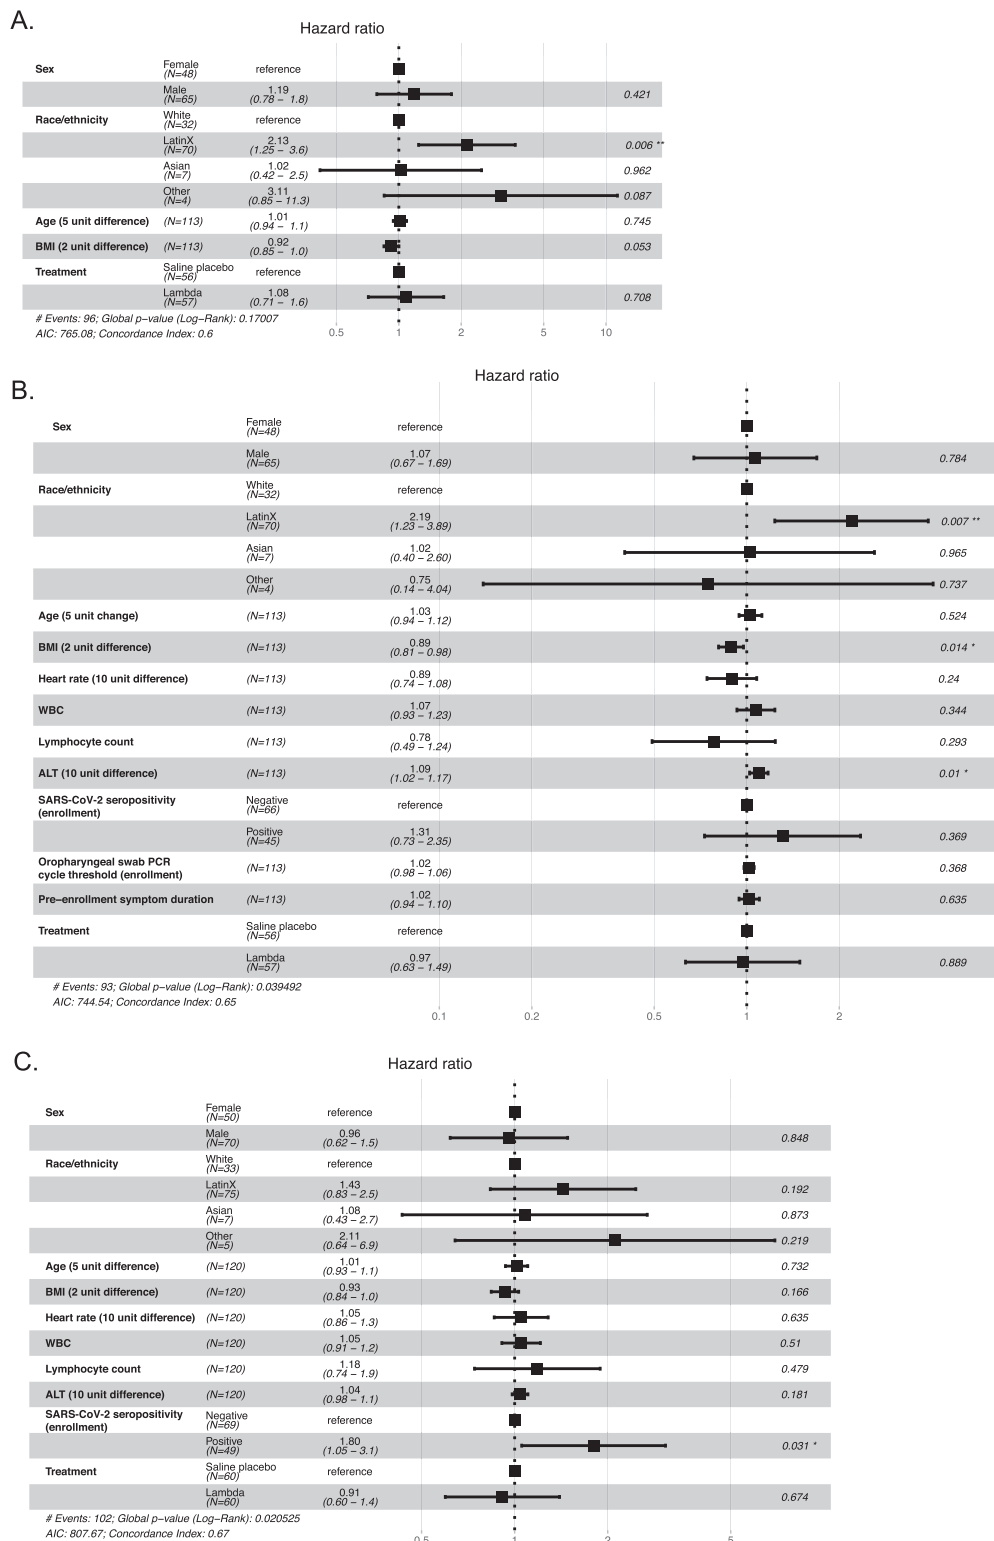 A.
Hazard ratio
Sex Female (N=48) reference
Male (N=65) 1.19 (0.78 − 1.8) 0.421
Race/ethnicity White (N=32) reference
LatinX (N=70) 2.13 (1.25 − 3.6) 0.006 **
Asian (N=7) 1.02 (0.42 − 2.5) 0.962
Other (N=4) 3.11 (0.85 − 11.3) 0.087
Age (5 unit difference) (N=113) 1.01 (0.94 − 1.1) 0.745
BMI (2 unit difference) (N=113) 0.92 (0.85 − 1.0) 0.053
Treatment Saline placebo (N=56) reference
Lambda (N=57) 1.08 (0.71 − 1.6) 0.708
# Events: 96; Global p−value (Log−Rank): 0.17007
AIC: 765.08; Concordance Index: 0.6
0.5 1 2 5 10
B.
Hazard ratio
Sex Female (N=48) reference
Male (N=65) 1.07 (0.67 − 1.69) 0.784
Race/ethnicity White (N=32) reference
LatinX (N=70) 2.19 (1.23 − 3.89) 0.007 **
Asian (N=7) 1.02 (0.40 − 2.60) 0.965
Other (N=4) 0.75 (0.14 − 4.04) 0.737
Age (5 unit change) (N=113) 1.03 (0.94 − 1.12) 0.524
BMI (2 unit difference) (N=113) 0.89 (0.81 − 0.98) 0.014 *
Heart rate (10 unit difference) (N=113) 0.89 (0.74 − 1.08) 0.24
WBC (N=113) 1.07 (0.93 − 1.23) 0.344
Lymphocyte count (N=113) 0.78 (0.49 − 1.24) 0.293
ALT (10 unit difference) (N=113) 1.09 (1.02 − 1.17) 0.01 *
SARS−CoV−2 seropositivity (enrollment) Negative (N=66) reference
Positive (N=45) 1.31 (0.73 − 2.35) 0.369
Oropharyngeal swab PCR cycle threshold (enrollment) (N=113) 1.02 (0.98 − 1.06) 0.368
Pre−enrollment symptom duration (N=113) 1.02 (0.94 − 1.10) 0.635
Treatment Saline placebo (N=56) reference
Lambda (N=57) 0.97 (0.63 − 1.49) 0.889
# Events: 93; Global p−value (Log−Rank): 0.039492
AIC: 744.54; Concordance Index: 0.65
0.1 0.2 0.5 1 2
C.
Hazard ratio
Sex Female (N=50) reference
Male (N=70) 0.96 (0.62 − 1.5) 0.848
Race/ethnicity White (N=33) reference
LatinX (N=75) 1.43 (0.83 − 2.5) 0.192
Asian (N=7) 1.08 (0.43 − 2.7) 0.873
Other (N=5) 2.11 (0.64 − 6.9) 0.219
Age (5 unit difference) (N=120) 1.01 (0.93 − 1.1) 0.732
BMI (2 unit difference) (N=120) 0.93 (0.84 − 1.0) 0.166
Heart rate (10 unit difference) (N=120) 1.05 (0.86 − 1.3) 0.635
WBC (N=120) 1.05 (0.91 − 1.2) 0.51
Lymphocyte count (N=120) 1.18 (0.74 − 1.9) 0.479
ALT (10 unit difference) (N=120) 1.04 (0.98 − 1.1) 0.181
SARS−CoV−2 seropositivity (enrollment) Negative (N=69) reference
Positive (N=49) 1.80 (1.05 − 3.1) 0.031 *
Treatment Saline placebo (N=60) reference
Lambda (N=60) 0.91 (0.60 − 1.4) 0.674
# Events: 102; Global p−value (Log−Rank): 0.020525
AIC: 807.67; Concordance Index: 0.67
0.5 1 2 5